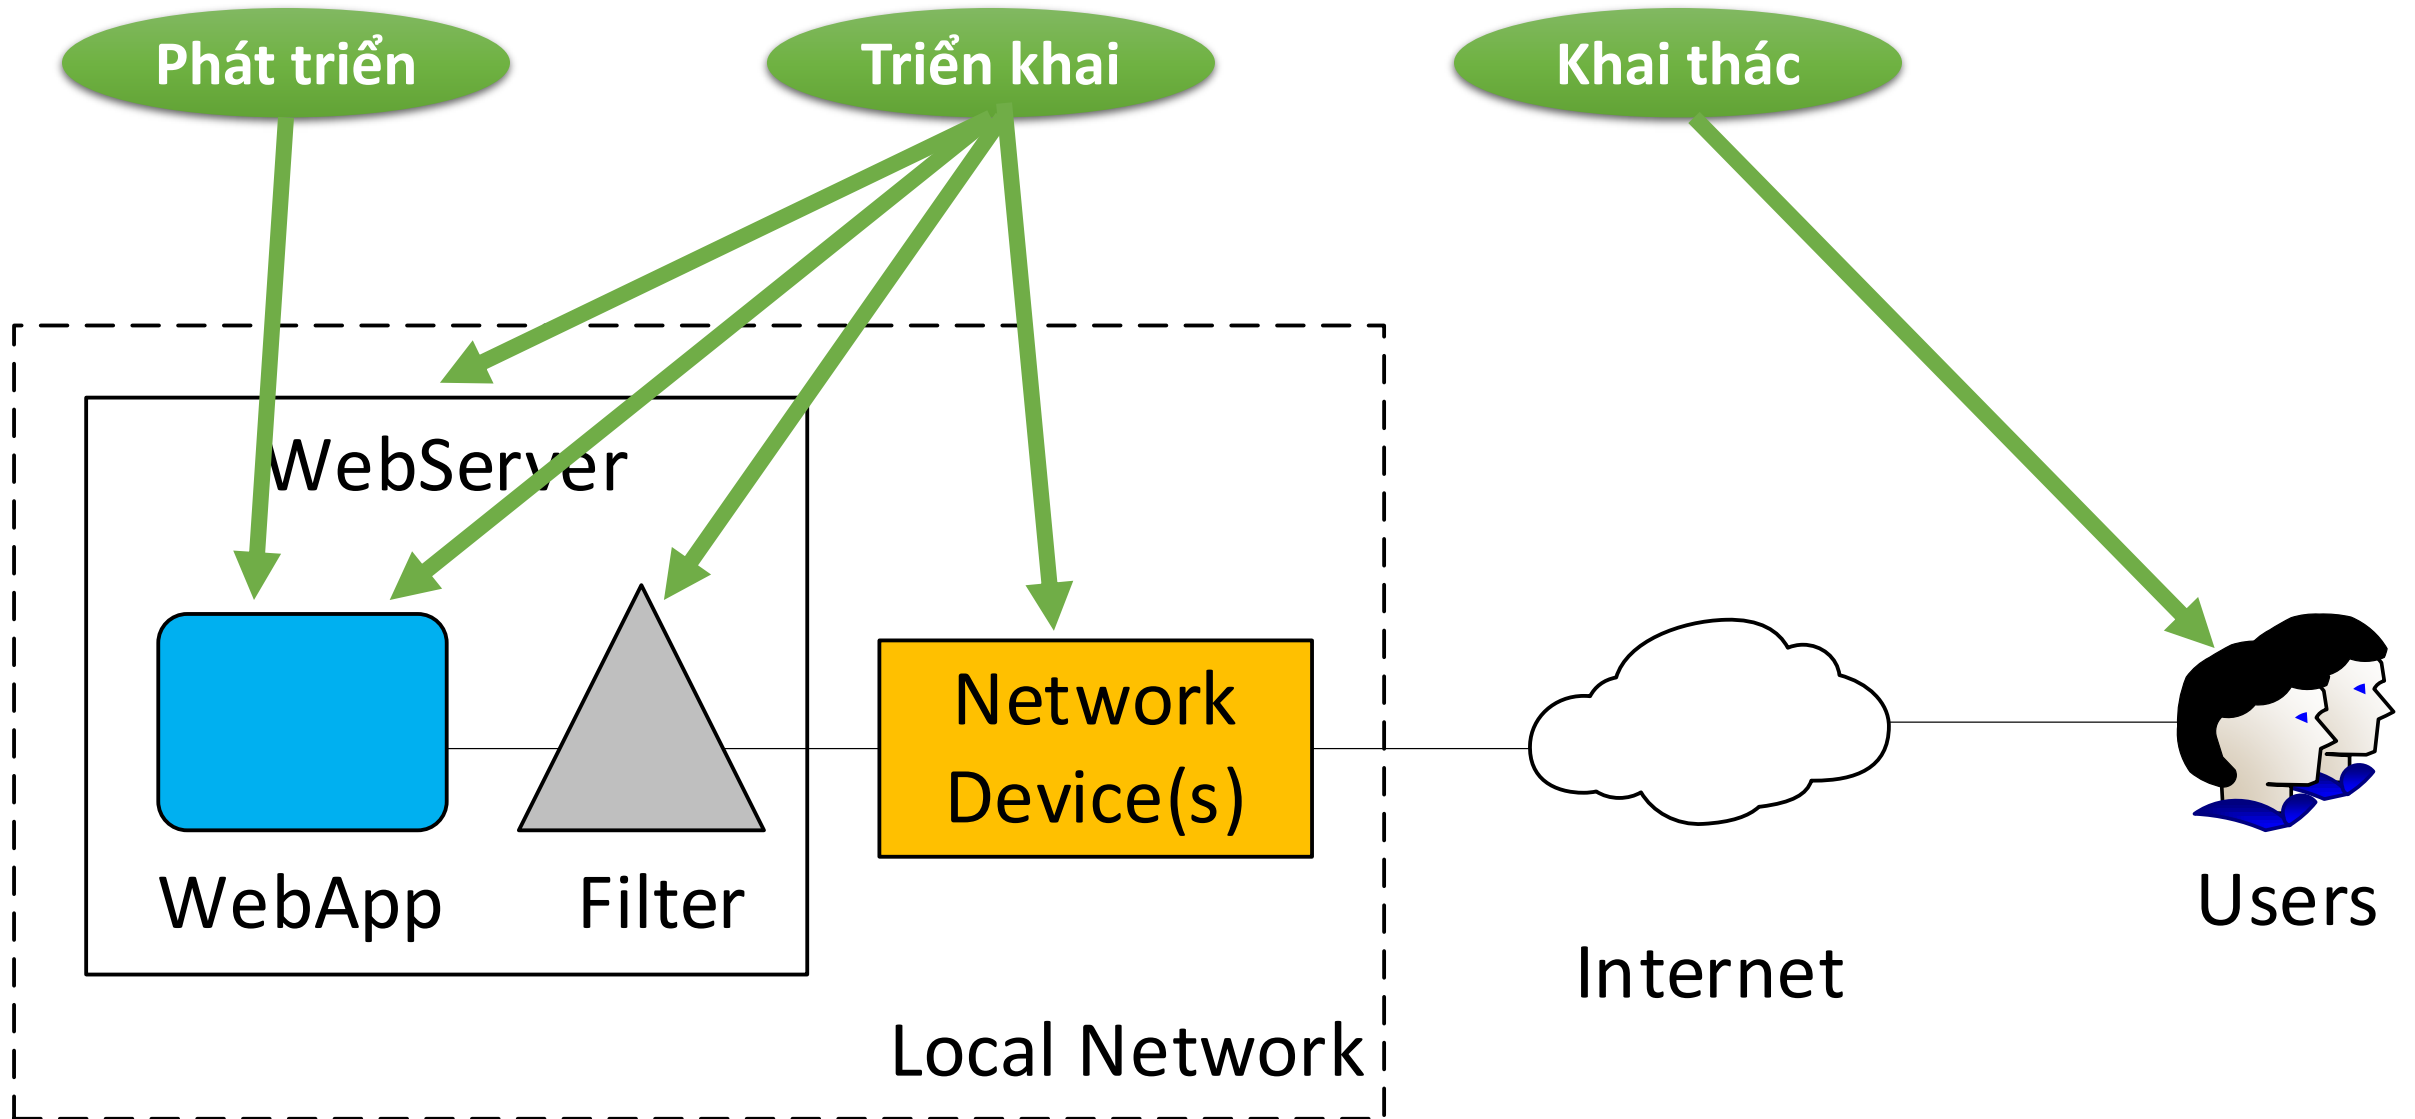 Phát triển
Triển khai
Khai thác
WebServer
Network
Device(s)
WebApp
Filter
Users
Internet
Local Network